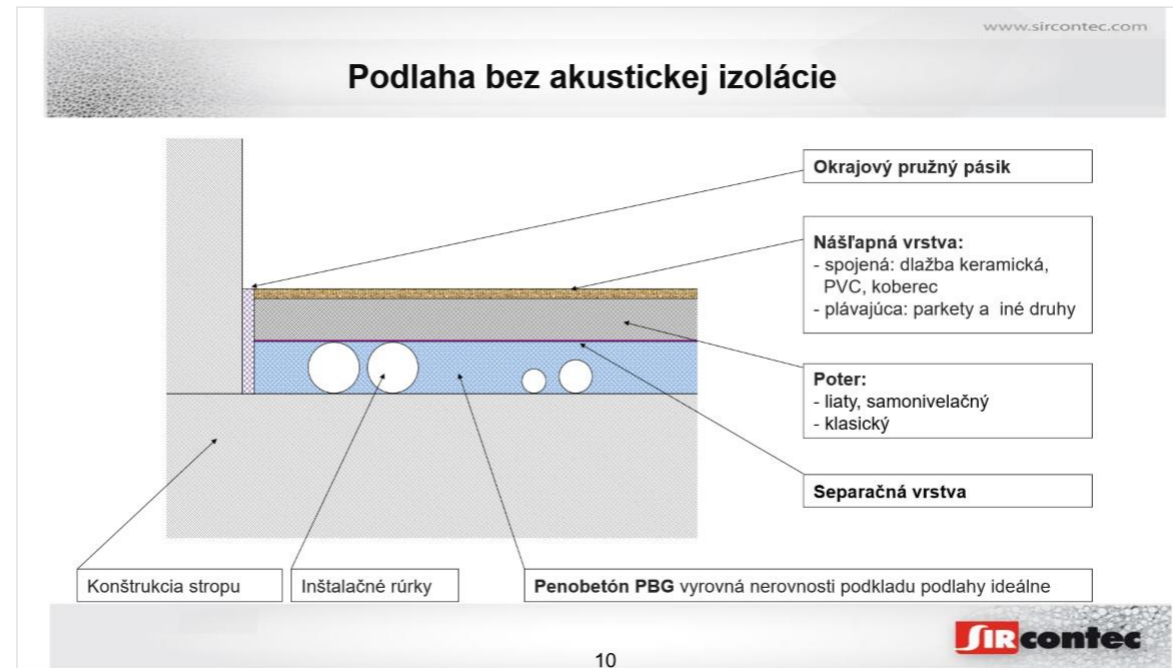 www.sircontec.com
Podlaha bez akustickej izolácie
Okrajový pružný pásik
Nášľapná vrstva:
- spojená: dlažba keramická,
PVC, koberec
- plávajúca: parkety a  iné druhy
Poter:
- liaty, samonivelačný
- klasický
Separačná vrstva
Konštrukcia stropu
Inštalačné rúrky
Penobetón PBG vyrovná nerovnosti podkladu podlahy ideálne
SIRcontec
10